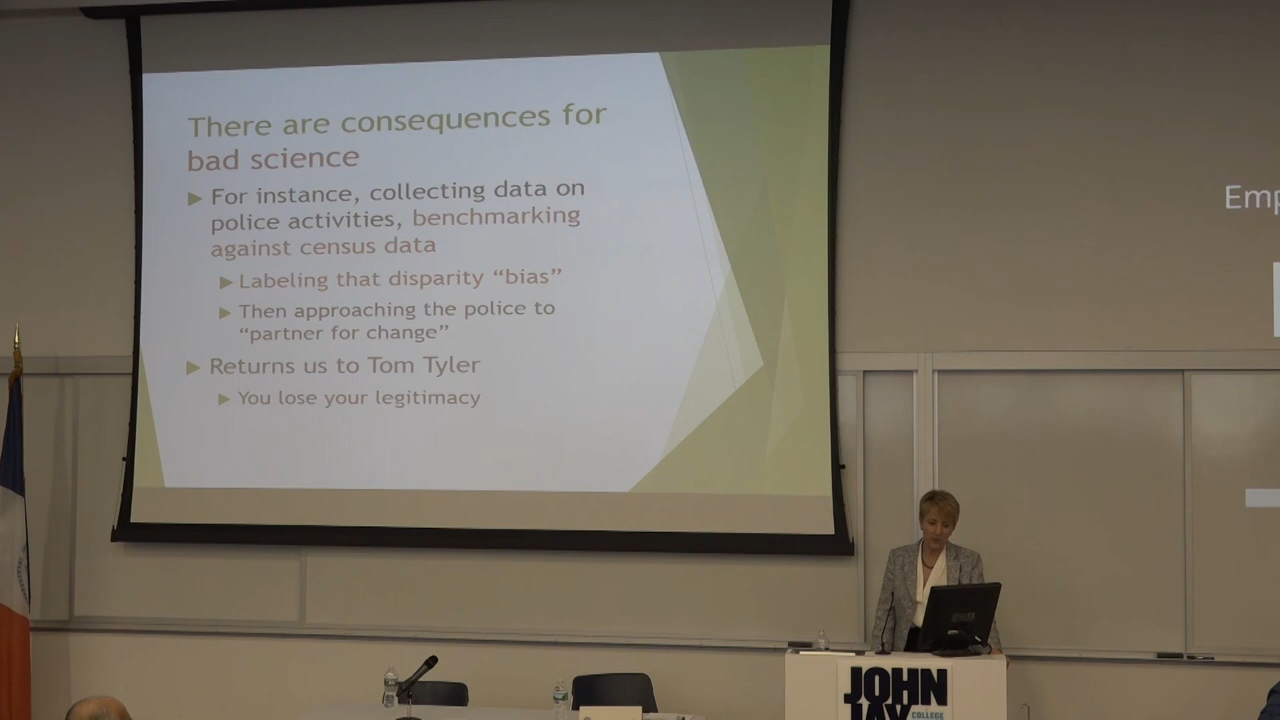 There are consequences for
bad science
For instance, collecting data on
police activities, benchmarking
against census data
Labeling that disparity “bias”
Then approaching the police to
“partner for change”
Returns us to Tom Tyler
You lose your legitimacy
Emp
JOHN
JAY
COLLEGE